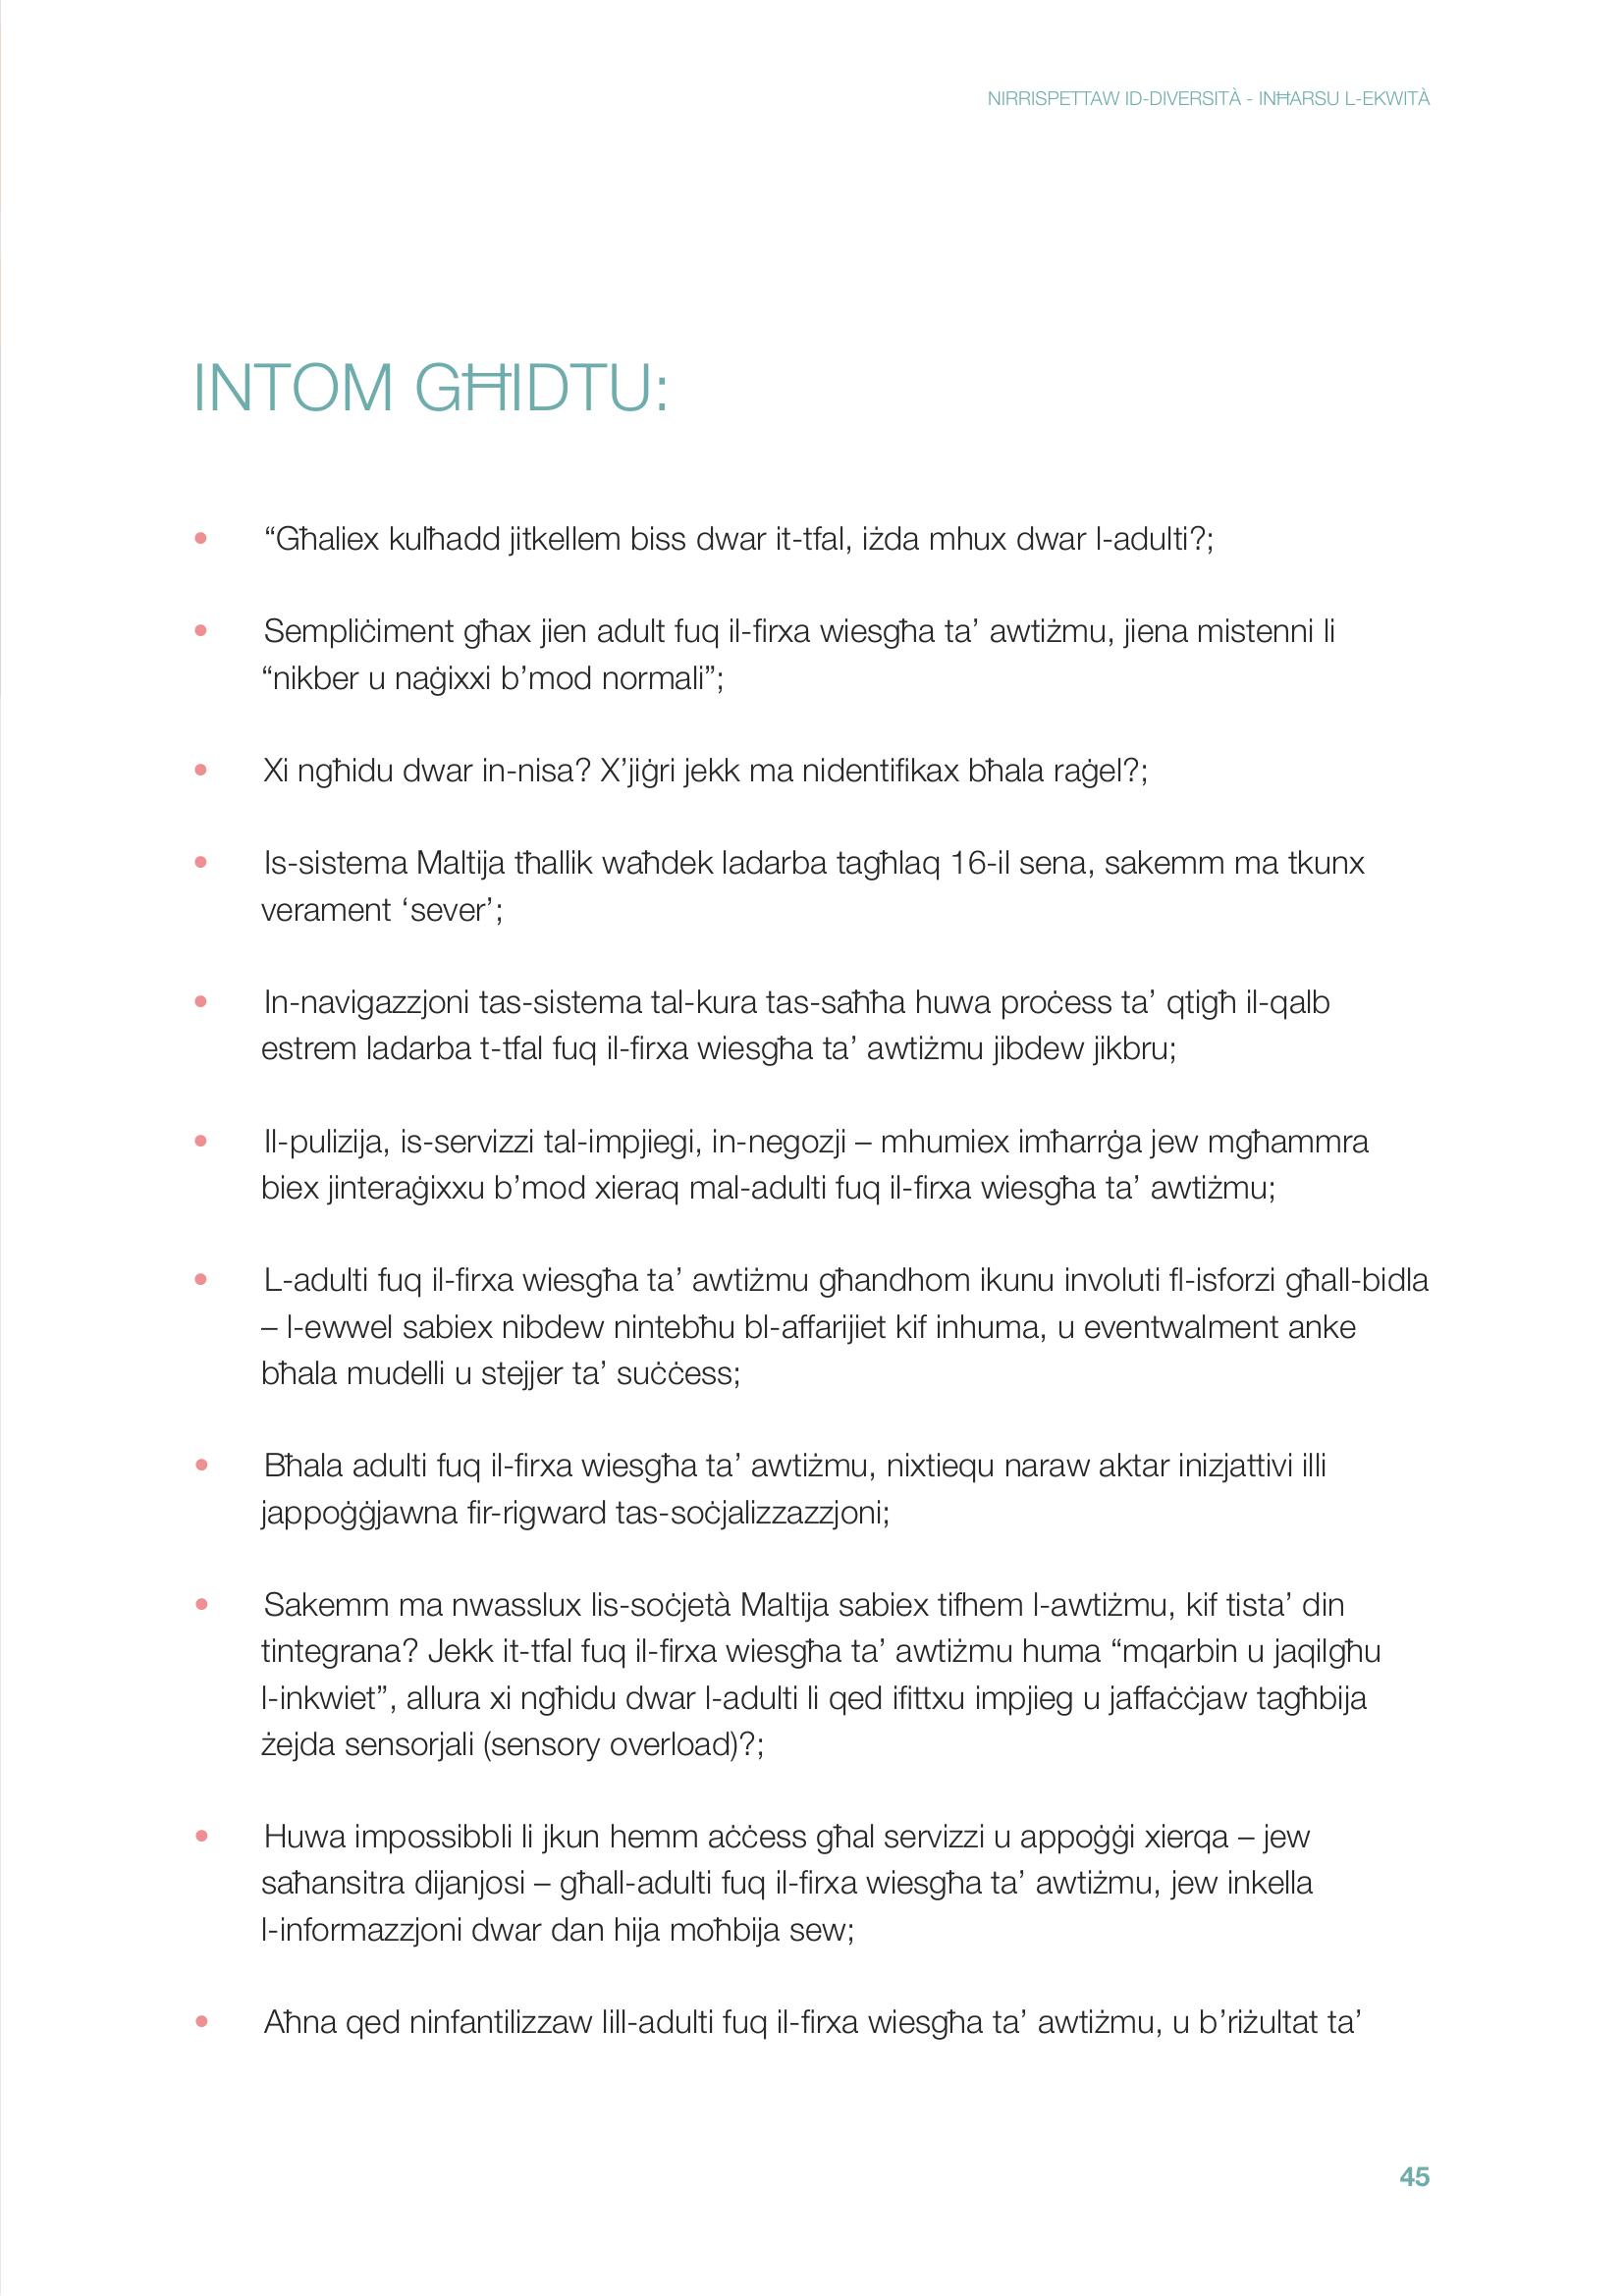 NIRRISPETTAW ID-DIVERSITÀ - INĦARSU L-EKWITÀ
INTOM GĦIDTU:
• “Għaliex kulħadd jitkellem biss dwar it-tfal, iżda mhux dwar l-adulti?;
• Sempliċiment għax jien adult fuq il-firxa wiesgħa ta’ awtiżmu, jiena mistenni li
“nikber u naġixxi b’mod normali”;
• Xi ngħidu dwar in-nisa? X’jiġri jekk ma nidentifikax bħala raġel?;
• Is-sistema Maltija tħallik waħdek ladarba tagħlaq 16-il sena, sakemm ma tkunx
verament ‘sever’;
• In-navigazzjoni tas-sistema tal-kura tas-saħħa huwa proċess ta’ qtigħ il-qalb
estrem ladarba t-tfal fuq il-firxa wiesgħa ta’ awtiżmu jibdew jikbru;
• Il-pulizija, is-servizzi tal-impjiegi, in-negozji – mhumiex imħarrġa jew mgħammra
biex jinteraġixxu b’mod xieraq mal-adulti fuq il-firxa wiesgħa ta’ awtiżmu;
• L-adulti fuq il-firxa wiesgħa ta’ awtiżmu għandhom ikunu involuti fl-isforzi għall-bidla
– l-ewwel sabiex nibdew nintebħu bl-affarijiet kif inhuma, u eventwalment anke
bħala mudelli u stejjer ta’ suċċess;
• Bħala adulti fuq il-firxa wiesgħa ta’ awtiżmu, nixtiequ naraw aktar inizjattivi illi
jappoġġjawna fir-rigward tas-soċjalizzazzjoni;
• Sakemm ma nwasslux lis-soċjetà Maltija sabiex tifhem l-awtiżmu, kif tista’ din
tintegrana? Jekk it-tfal fuq il-firxa wiesgħa ta’ awtiżmu huma “mqarbin u jaqilgħu
l-inkwiet”, allura xi ngħidu dwar l-adulti li qed ifittxu impjieg u jaffaċċjaw tagħbija
żejda sensorjali (sensory overload)?;
• Huwa impossibbli li jkun hemm aċċess għal servizzi u appoġġi xierqa – jew
saħansitra dijanjosi – għall-adulti fuq il-firxa wiesgħa ta’ awtiżmu, jew inkella
l-informazzjoni dwar dan hija moħbija sew;
• Aħna qed ninfantilizzaw lill-adulti fuq il-firxa wiesgħa ta’ awtiżmu, u b’riżultat ta’
45